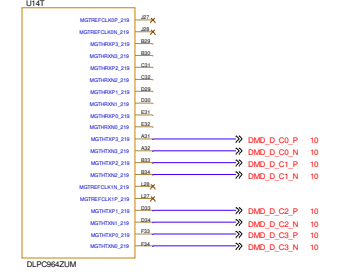 U14T
MGTREFCLK0P_219 J27
MGTREFCLK0N_219 J28
MGTHRXP3_219 B29
MGTHRXN3_219 B30
MGTHRXP2_219 C31
MGTHRXN2_219 C32
MGTHRXP1_219 D29
MGTHRXN1_219 D30
MGTHRXP0_219 E31
MGTHRXN0_219 E32
MGTHTXP3_219 A31 DMD_D_C0_P 10
MGTHTXN3_219 A32 DMD_D_C0_N 10
MGTHTXP2_219 B33 DMD_D_C1_P 10
MGTHTXN2_219 B34 DMD_D_C1_N 10
MGTREFCLK1N_219 L28
MGTREFCLK1P_219 L27
MGTHTXP1_219 D33 DMD_D_C2_P 10
MGTHTXN1_219 D34 DMD_D_C2_N 10
MGTHTXP0_219 F33 DMD_D_C3_P 10
MGTHTXN0_219 F34 DMD_D_C3_N 10
DLPC964ZUM